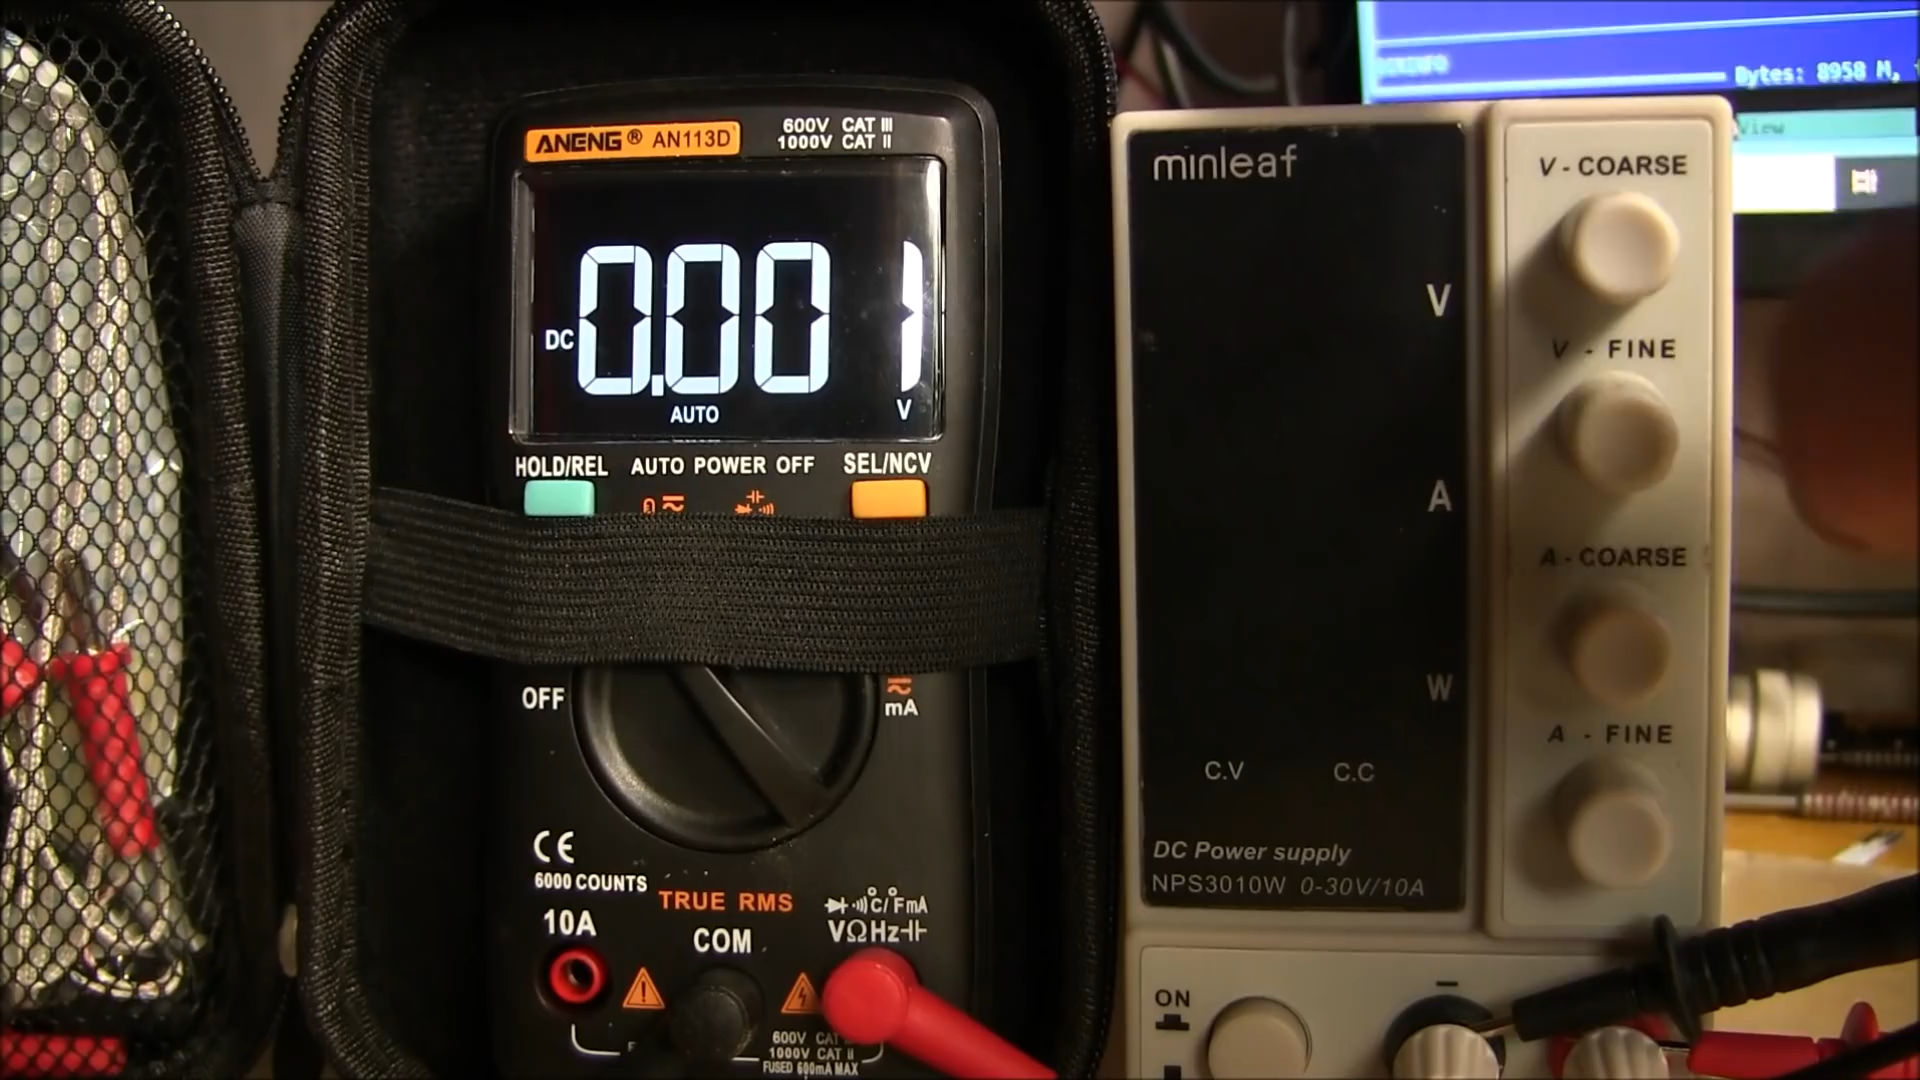 ANENG ® AN113D
600V CAT III
1000V CAT II
DC
0.001
AUTO
V
HOLD/REL
AUTO POWER OFF
SEL/NCV
OFF
mA
CE
6000 COUNTS
TRUE RMS
10A
COM
°C/°F mA
VΩHz
600V
1000V CAT II
FUSED 600mA MAX
minleaf
V
A
W
C.V
C.C
DC Power supply
NPS3010W 0-30V/10A
V - COARSE
V - FINE
A - COARSE
A - FINE
ON
−
Bytes: 8958 M,
View